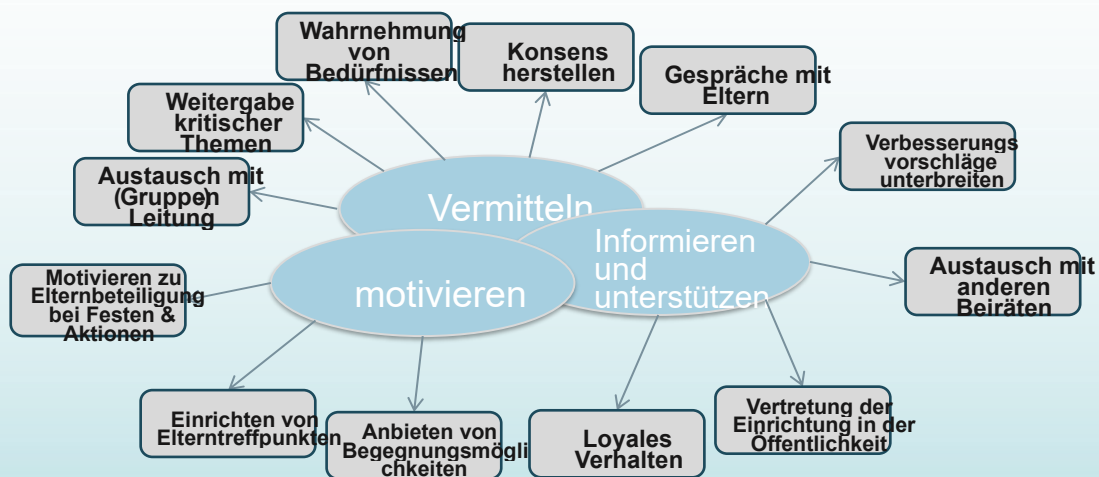 Wahrnehmung
von
Bedürfnissen
Konsens
herstellen
Gespräche mit
Eltern
Weitergabe
kritischer
Themen
Verbesserungs
vorschläge
unterbreiten
Austausch mit
(Gruppen)
Leitung
Vermitteln
Informieren
und
unterstützen
motivieren
Motivieren zu
Elternbeteiligung
bei Festen &
Aktionen
Austausch mit
anderen
Beiräten
Einrichten von
Elterntreffpunkten
Anbieten von
Begegnungsmögli
chkeiten
Loyales
Verhalten
Vertretung der
Einrichtung in der
Öffentlichkeit